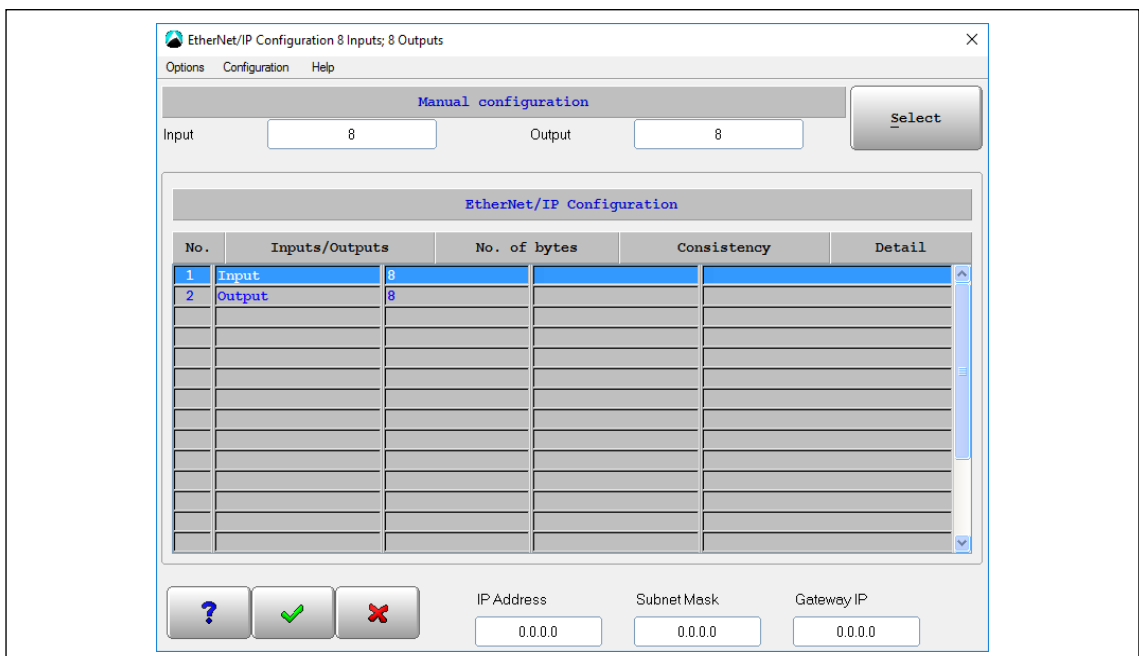 EtherNet/IP Configuration 8 Inputs; 8 Outputs
Options Configuration Help
Manual configuration
Select
Input 8 Output 8
EtherNet/IP Configuration
No. Inputs/Outputs No. of bytes Consistency Detail
1 Input 8
2 Output 8
IP Address Subnet Mask Gateway IP
0.0.0.0 0.0.0.0 0.0.0.0